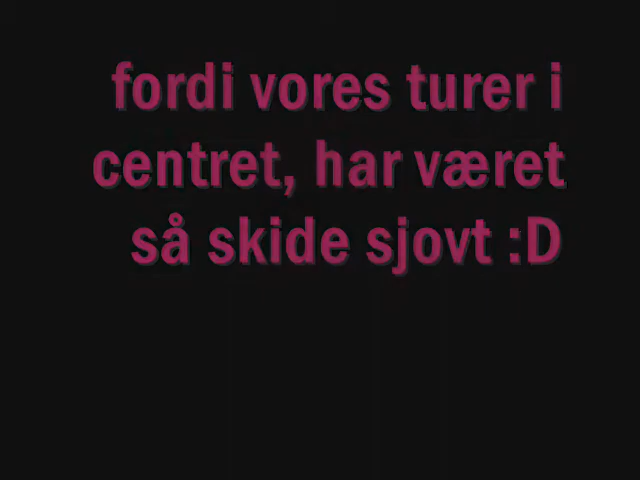 fordi vores turer i
centret, har været
så skide sjovt :D